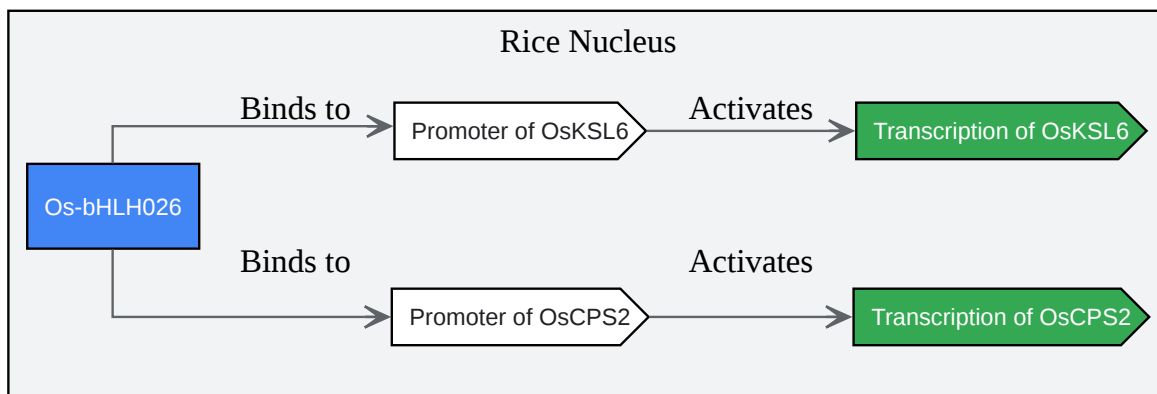 Rice Nucleus
Binds to
Activates
Promoter of OsKSL6
Transcription of OsKSL6
Os-bHLH026
Binds to
Activates
Promoter of OsCPS2
Transcription of OsCPS2